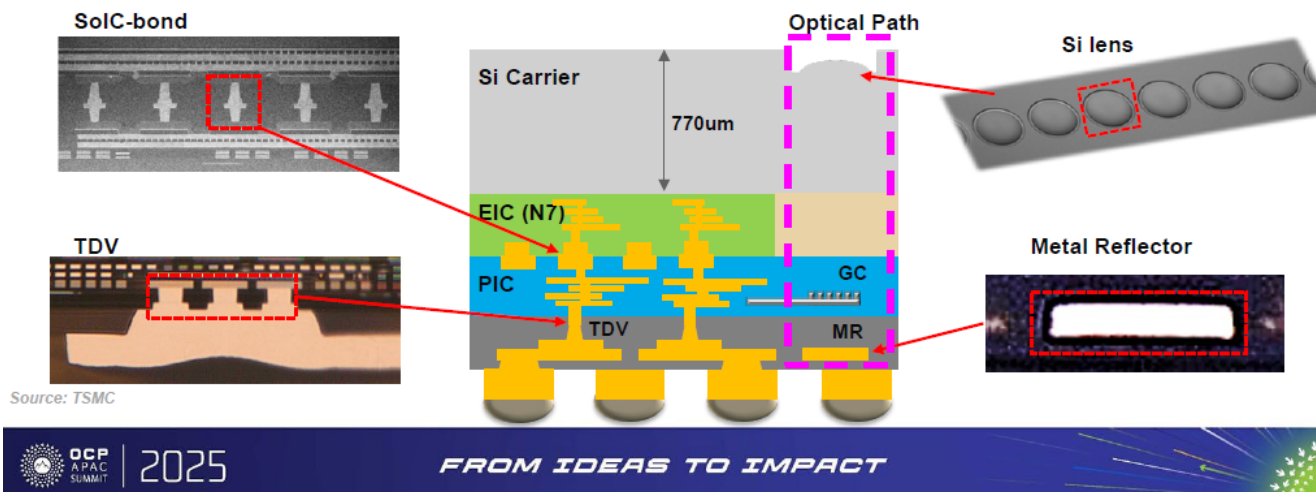 SoIC-bond
Optical Path
Si lens
Si Carrier
770um
EIC (N7)
TDV
Metal Reflector
PIC
GC
TDV
MR
Source: TSMC
OCP
APAC
SUMMIT
2025
FROM IDEAS TO IMPACT